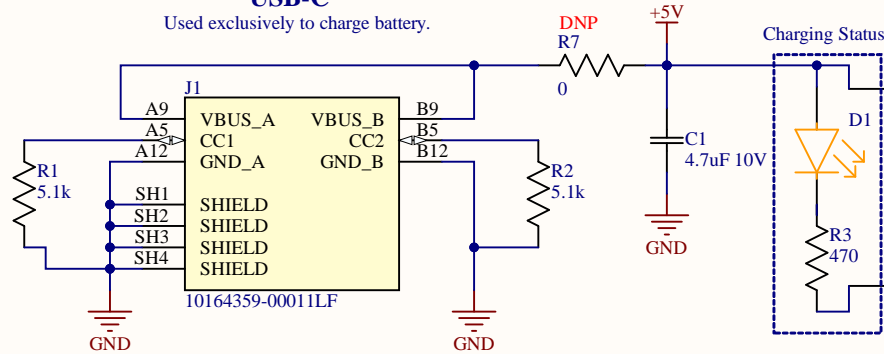 USB-C
Used exclusively to charge battery.
DNP
R7
0
+5V
Charging Status
J1
A9
VBUS_A
VBUS_B
B9
A5
CC1
CC2
B5
A12
GND_A
GND_B
B12
R1
5.1k
R2
5.1k
C1
4.7uF 10V
D1
SH1
SHIELD
SH2
SHIELD
SH3
SHIELD
SH4
SHIELD
R3
470
GND
10164359-00011LF
GND
GND